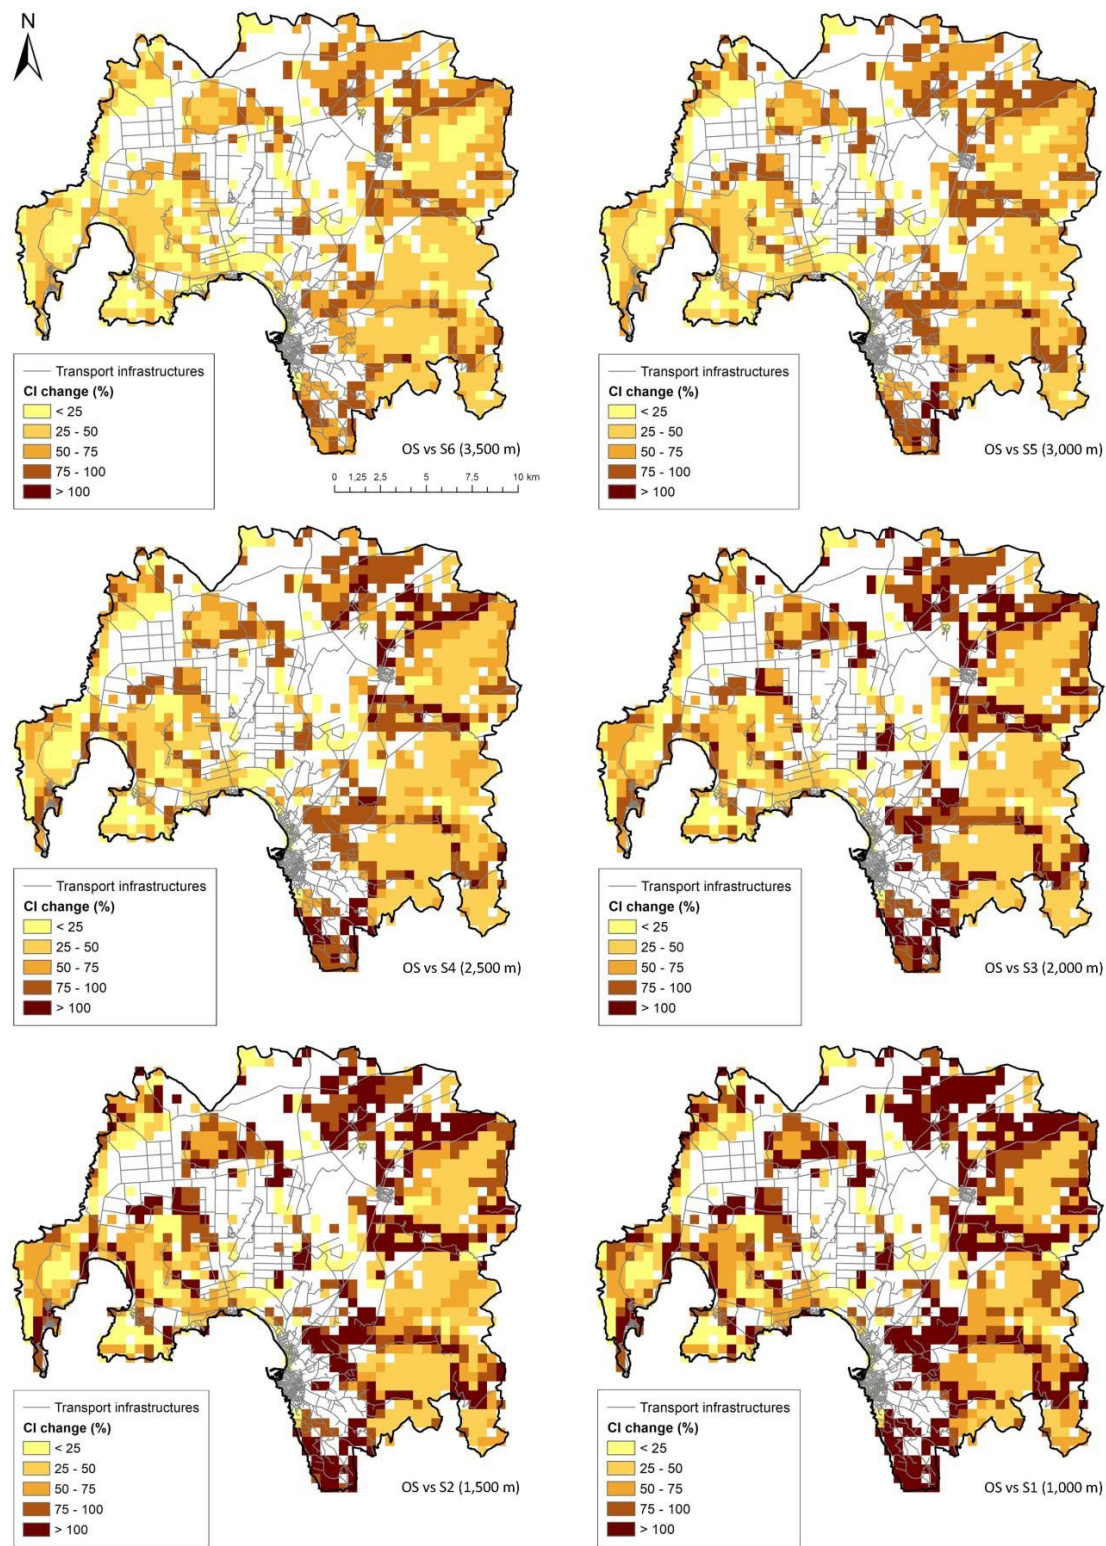 N
Transport infrastructures
CI change (%)
< 25
25 - 50
50 - 75
75 - 100
> 100
OS vs S6 (3,500 m)
0 1,25 2,5 5 7,5 10 km
Transport infrastructures
CI change (%)
< 25
25 - 50
50 - 75
75 - 100
> 100
OS vs S5 (3,000 m)
Transport infrastructures
CI change (%)
< 25
25 - 50
50 - 75
75 - 100
> 100
OS vs S4 (2,500 m)
Transport infrastructures
CI change (%)
< 25
25 - 50
50 - 75
75 - 100
> 100
OS vs S3 (2,000 m)
Transport infrastructures
CI change (%)
< 25
25 - 50
50 - 75
75 - 100
> 100
OS vs S2 (1,500 m)
Transport infrastructures
CI change (%)
< 25
25 - 50
50 - 75
75 - 100
> 100
OS vs S1 (1,000 m)